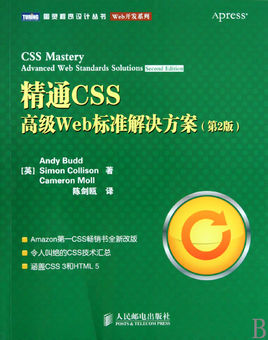 TURING 图灵程序设计丛书 Web开发系列
Apress®
CSS Mastery
Advanced Web Standards Solutions Second Edition
精通CSS
高级Web标准解决方案（第2版）
Andy Budd
[英] Simon Collison 著
Cameron Moll
陈剑瓯 译
Amazon第一CSS畅销书全新改版
令人叫绝的CSS技术汇总
涵盖CSS 3和HTML 5
人民邮电出版社
POSTS & TELECOM PRESS
B